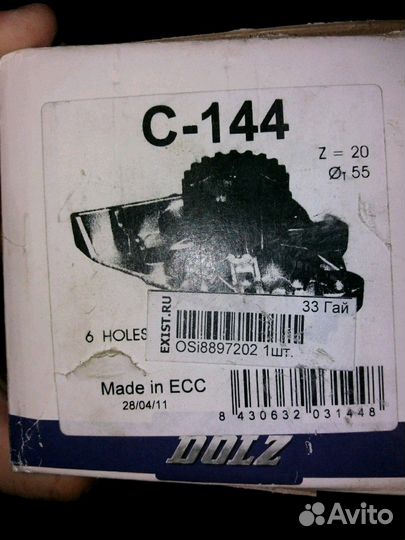 C-144
Z = 20
Ø₁ 55
33 Гай
EXIST.RU
OSi8897202 1шт.
6 HOLES
Made in ECC
28/04/11
8 430632 031448
DOLZ
Avito